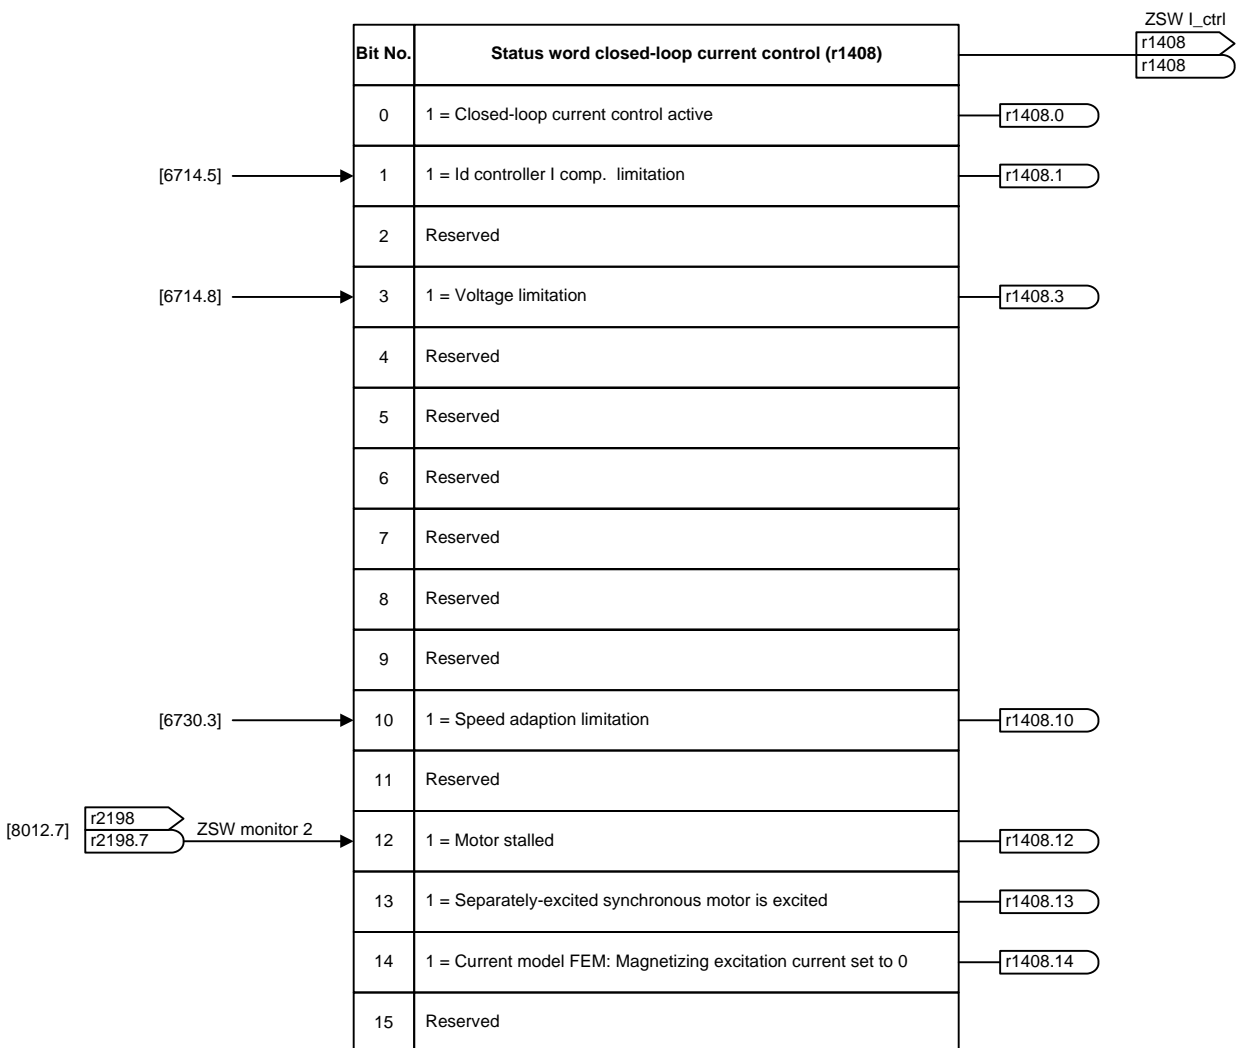 ZSW I_ctrl
r1408
r1408
Bit No. Status word closed-loop current control (r1408)
0 1 = Closed-loop current control active r1408.0
[6714.5] 1 1 = Id controller I comp. limitation r1408.1
2 Reserved
[6714.8] 3 1 = Voltage limitation r1408.3
4 Reserved
5 Reserved
6 Reserved
7 Reserved
8 Reserved
9 Reserved
[6730.3] 10 1 = Speed adaption limitation r1408.10
11 Reserved
r2198
[8012.7] r2198.7 ZSW monitor 2 12 1 = Motor stalled r1408.12
13 1 = Separately-excited synchronous motor is excited r1408.13
14 1 = Current model FEM: Magnetizing excitation current set to 0 r1408.14
15 Reserved